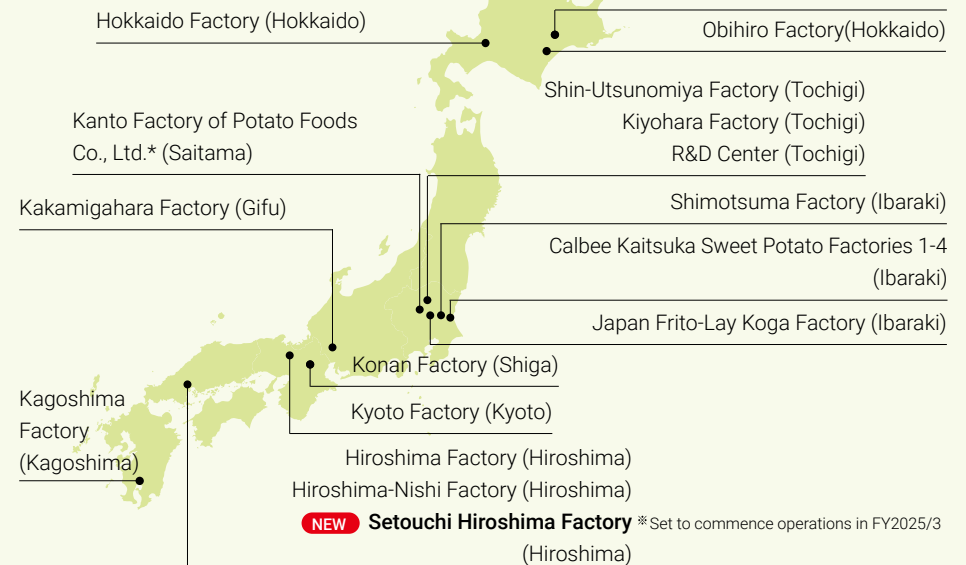 Hokkaido Factory (Hokkaido)
Obihiro Factory(Hokkaido)
Shin-Utsunomiya Factory (Tochigi)
Kiyohara Factory (Tochigi)
R&D Center (Tochigi)
Kanto Factory of Potato Foods
Co., Ltd.* (Saitama)
Shimotsuma Factory (Ibaraki)
Kakamigahara Factory (Gifu)
Calbee Kaitsuka Sweet Potato Factories 1-4
(Ibaraki)
Japan Frito-Lay Koga Factory (Ibaraki)
Konan Factory (Shiga)
Kagoshima
Factory
(Kagoshima)
Kyoto Factory (Kyoto)
Hiroshima Factory (Hiroshima)
Hiroshima-Nishi Factory (Hiroshima)
NEW Setouchi Hiroshima Factory ※Set to commence operations in FY2025/3
(Hiroshima)